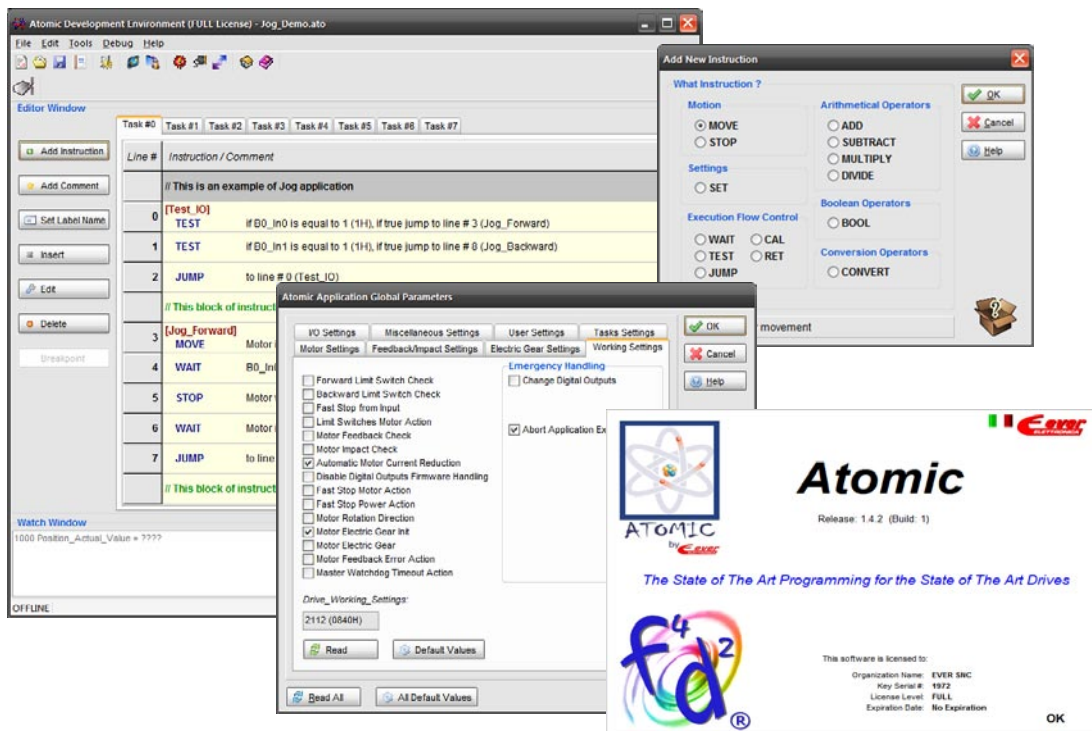 Atomic Development Environment (FULL License) - Jog_Demo.ato
File Edit Tools Debug Help
Editor Window
Task #0 Task #1 Task #2 Task #3 Task #4 Task #5 Task #6 Task #7
Add Instruction
Add Comment
Set Label Name
Insert
Edit
Delete
Breakpoint
Line # Instruction / Comment
// This is an example of Jog application
[Test_IO]
0 TEST if B0_In0 is equal to 1 (1H), if true jump to line # 3 (Jog_Forward)
1 TEST if B0_In1 is equal to 1 (1H), if true jump to line # 8 (Jog_Backward)
2 JUMP to line # 0 (Test_IO)
// This block of instruct
[Jog_Forward]
3 MOVE Motor
4 WAIT
5 STOP Motor
6 WAIT Motor
7 JUMP to line
// This block of instruct
Watch Window
1000 Position_Actual_Value = ????
OFFLINE
Add New Instruction
What Instruction ?
Motion
MOVE
STOP
Settings
SET
Execution Flow Control
WAIT CAL
TEST RET
JUMP
Arithmetical Operators
ADD
SUBTRACT
MULTIPLY
DIVIDE
Boolean Operators
BOOL
Conversion Operators
CONVERT
OK
Cancel
Help
movement
Atomic Application Global Parameters
I/O Settings Miscellaneous Settings User Settings Tasks Settings
Motor Settings Feedback/Impact Settings Electric Gear Settings Working Settings
Forward Limit Switch Check
Backward Limit Switch Check
Fast Stop from Input
Limit Switches Motor Action
Motor Feedback Check
Motor Impact Check
Automatic Motor Current Reduction
Disable Digital Outputs Firmware Handling
Fast Stop Motor Action
Fast Stop Power Action
Motor Rotation Direction
Motor Electric Gear Init
Motor Electric Gear
Motor Feedback Error Action
Master Watchdog Timeout Action
Emergency Handling
Change Digital Outputs
Abort Application Ex
Drive_Working_Settings:
2112 (0840H)
Read
Default Values
Read All
All Default Values
OK
Cancel
Help
Ever
ELETTRONICA
ATOMIC
by Ever
Atomic
Release: 1.4.2 (Build: 1)
The State of The Art Programming for the State of The Art Drives
f4d2
®
This software is licensed to:
Organization Name: EVER SNC
Key Serial #: 1972
License Level: FULL
Expiration Date: No Expiration
OK